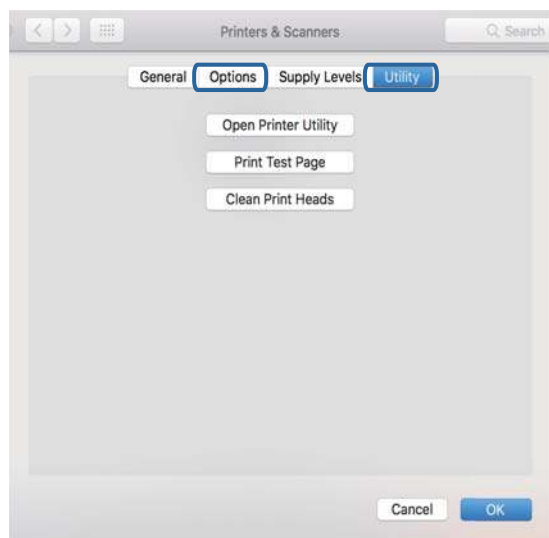 Printers & Scanners Search
General Options Supply Levels Utility
Open Printer Utility
Print Test Page
Clean Print Heads
Cancel OK